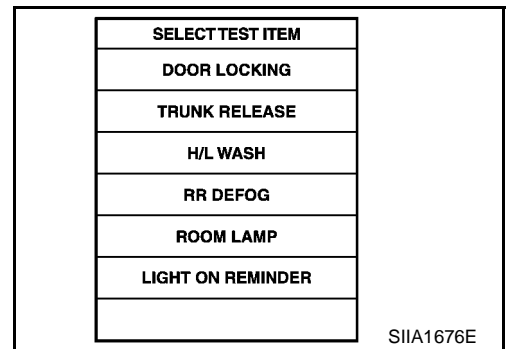 SELECT TEST ITEM
DOOR LOCKING
TRUNK RELEASE
H/L WASH
RR DEFOG
ROOM LAMP
LIGHT ON REMINDER
SIIA1676E